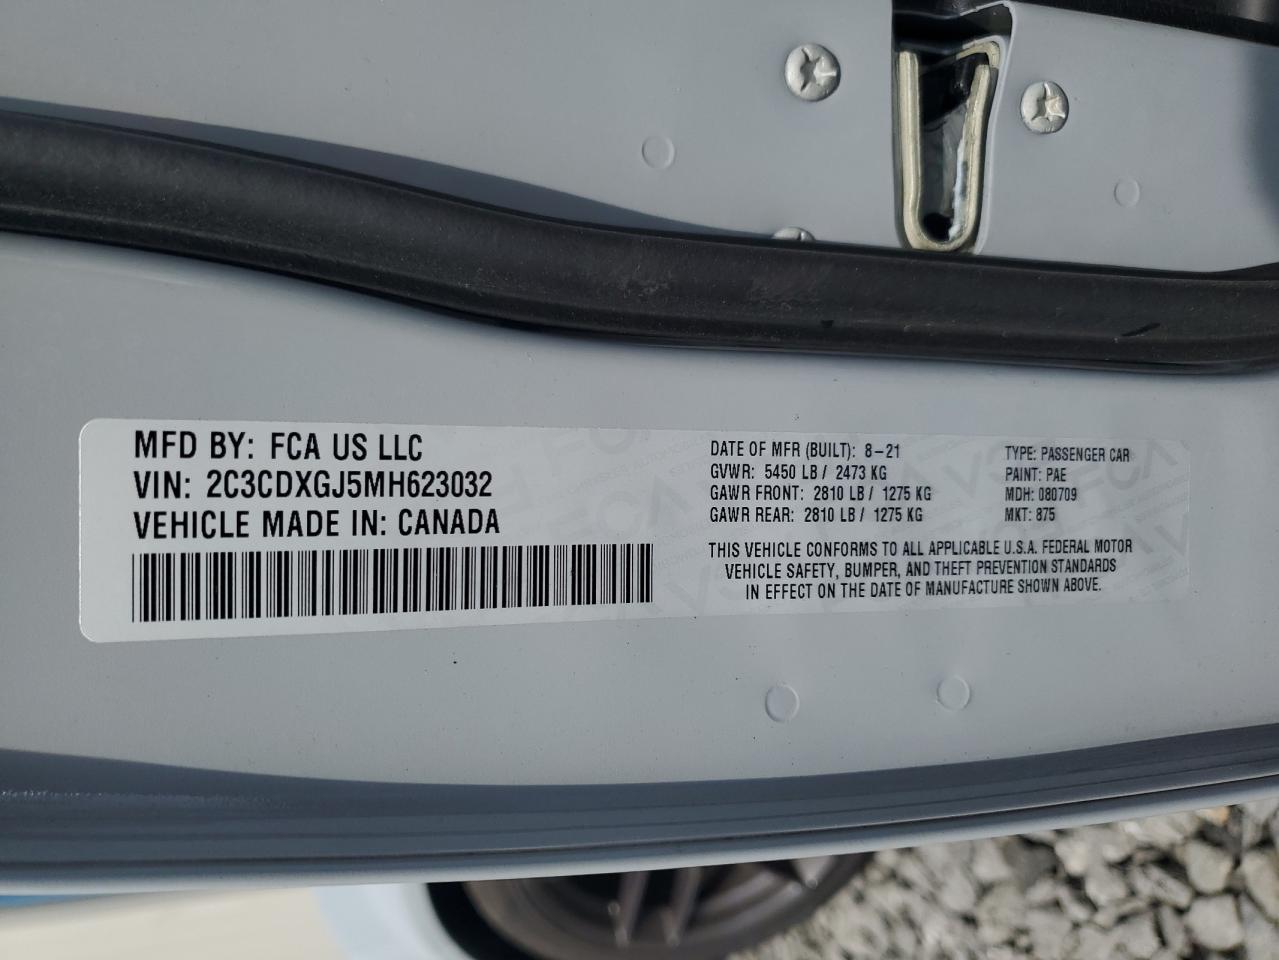 MFD BY: FCA US LLC
VIN: 2C3CDXGJ5MH623032
VEHICLE MADE IN: CANADA
DATE OF MFR (BUILT): 8-21
GVWR: 5450 LB / 2473 KG
GAWR FRONT: 2810 LB / 1275 KG
GAWR REAR: 2810 LB / 1275 KG
TYPE: PASSENGER CAR
PAINT: PAE
MDH: 080709
MKT: 875
THIS VEHICLE CONFORMS TO ALL APPLICABLE U.S.A. FEDERAL MOTOR
VEHICLE SAFETY, BUMPER, AND THEFT PREVENTION STANDARDS
IN EFFECT ON THE DATE OF MANUFACTURE SHOWN ABOVE.